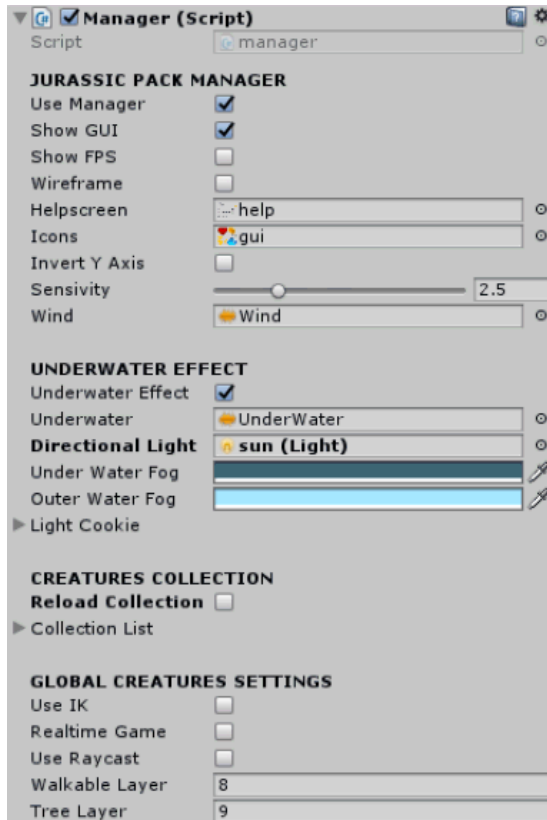 Manager (Script)
Script manager
JURASSIC PACK MANAGER
Use Manager
Show GUI
Show FPS
Wireframe
Helpscreen help
Icons gui
Invert Y Axis
Sensivity 2.5
Wind Wind
UNDERWATER EFFECT
Underwater Effect
Underwater UnderWater
Directional Light sun (Light)
Under Water Fog
Outer Water Fog
Light Cookie
CREATURES COLLECTION
Reload Collection
Collection List
GLOBAL CREATURES SETTINGS
Use IK
Realtime Game
Use Raycast
Walkable Layer 8
Tree Layer 9